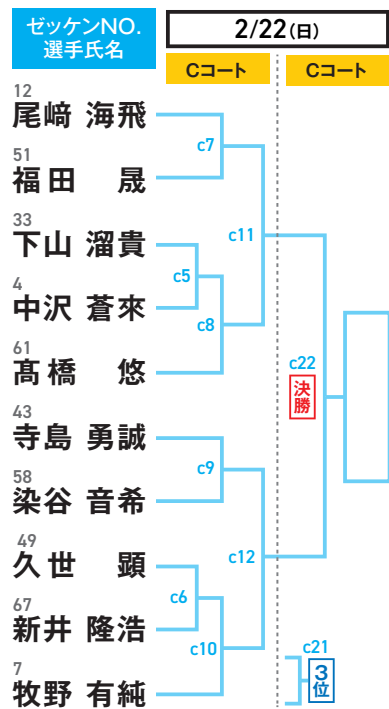 ゼッケンNO.
選手氏名
2/22(日)
Cコート
Cコート
12
尾﨑 海飛
51
福田 晟
33
下山 溜貴
4
中沢 蒼來
61
髙橋 悠
43
寺島 勇誠
58
染谷 音希
49
久世 顕
67
新井 隆浩
7
牧野 有純
c7
c5
c8
c11
c9
c6
c10
c12
c22
決勝
c21
3位